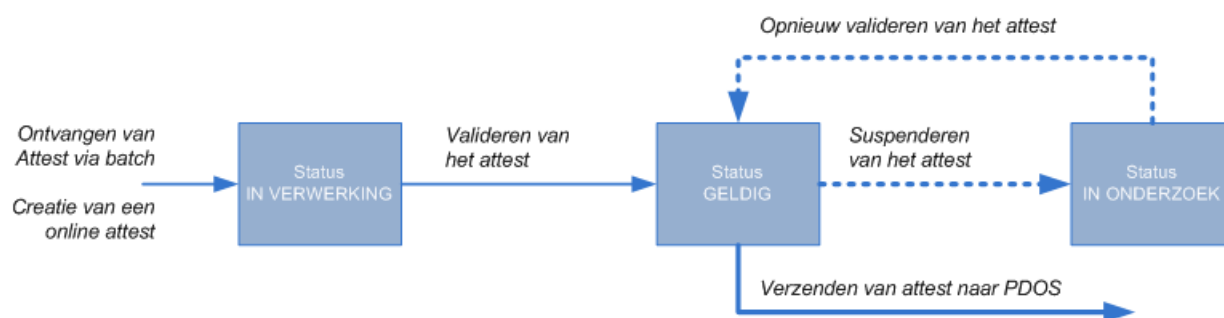 Opnieuw valideren van het attest
Ontvangen van
Attest via batch
Creatie van een
online attest
Status
IN VERWERKING
Valideren van
het attest
Status
GELDIG
Suspenderen
van het attest
Status
IN ONDERZOEK
Verzenden van attest naar PDOS